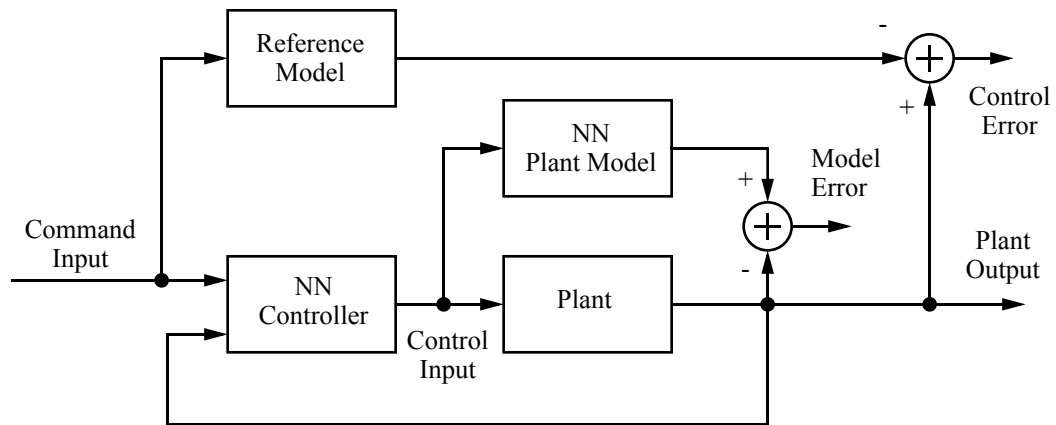 Reference
Model
-
+
Control
Error
NN
Plant Model
+
Model
Error
Command
Input
NN
Controller
Control
Input
Plant
-
Plant
Output